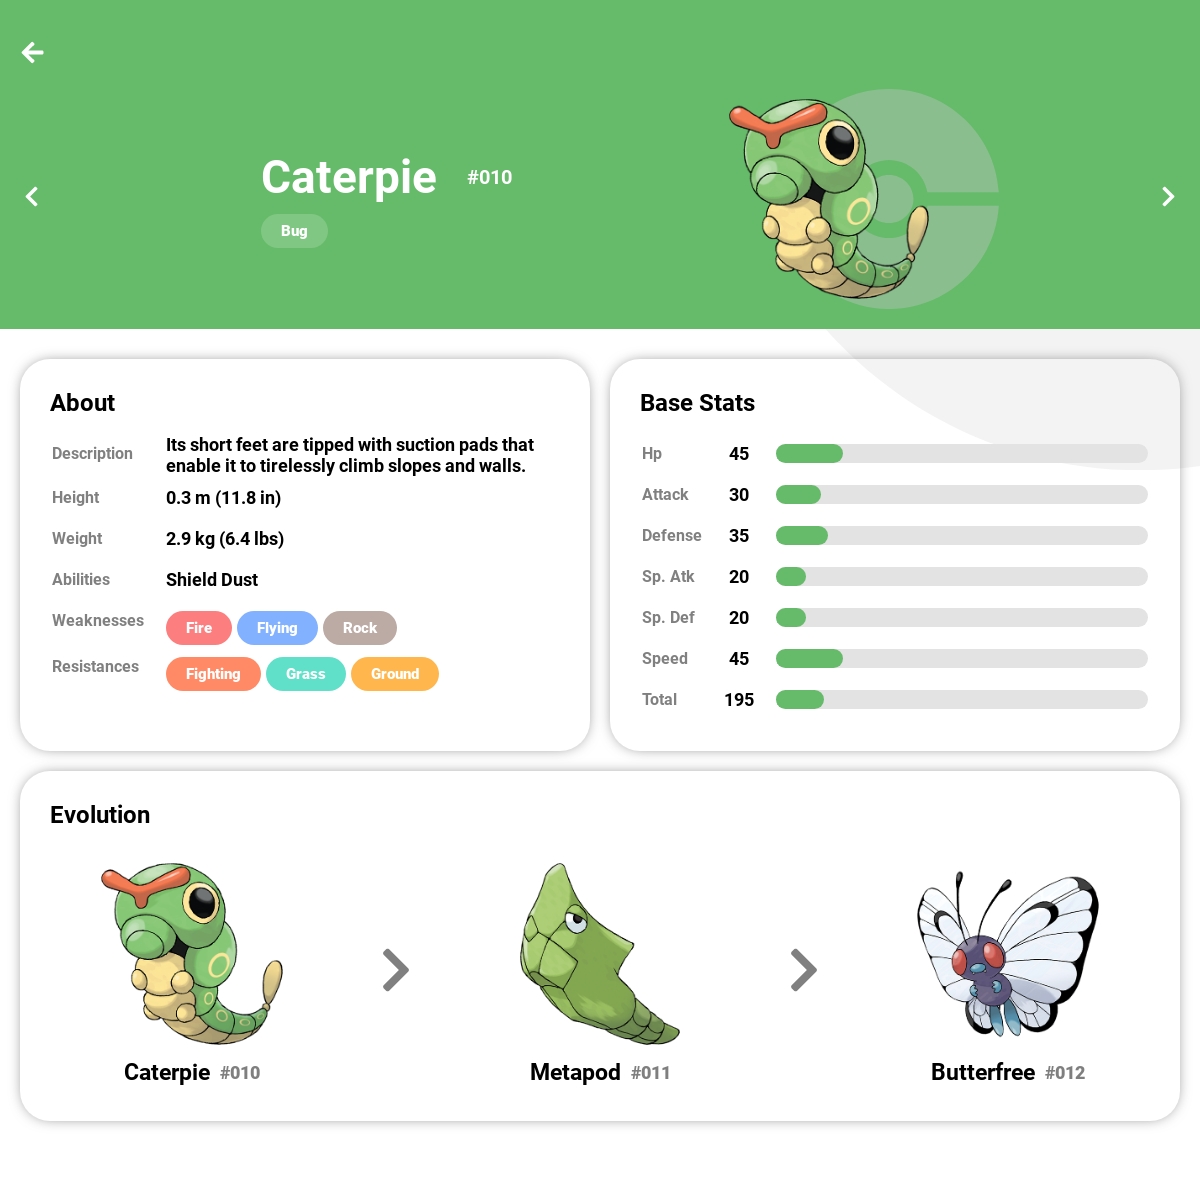 Caterpie #010
Bug
About
Description Its short feet are tipped with suction pads that
enable it to tirelessly climb slopes and walls.
Height 0.3 m (11.8 in)
Weight 2.9 kg (6.4 lbs)
Abilities Shield Dust
Weaknesses Fire Flying Rock
Resistances Fighting Grass Ground
Base Stats
Hp 45
Attack 30
Defense 35
Sp. Atk 20
Sp. Def 20
Speed 45
Total 195
Evolution
Caterpie #010
Metapod #011
Butterfree #012